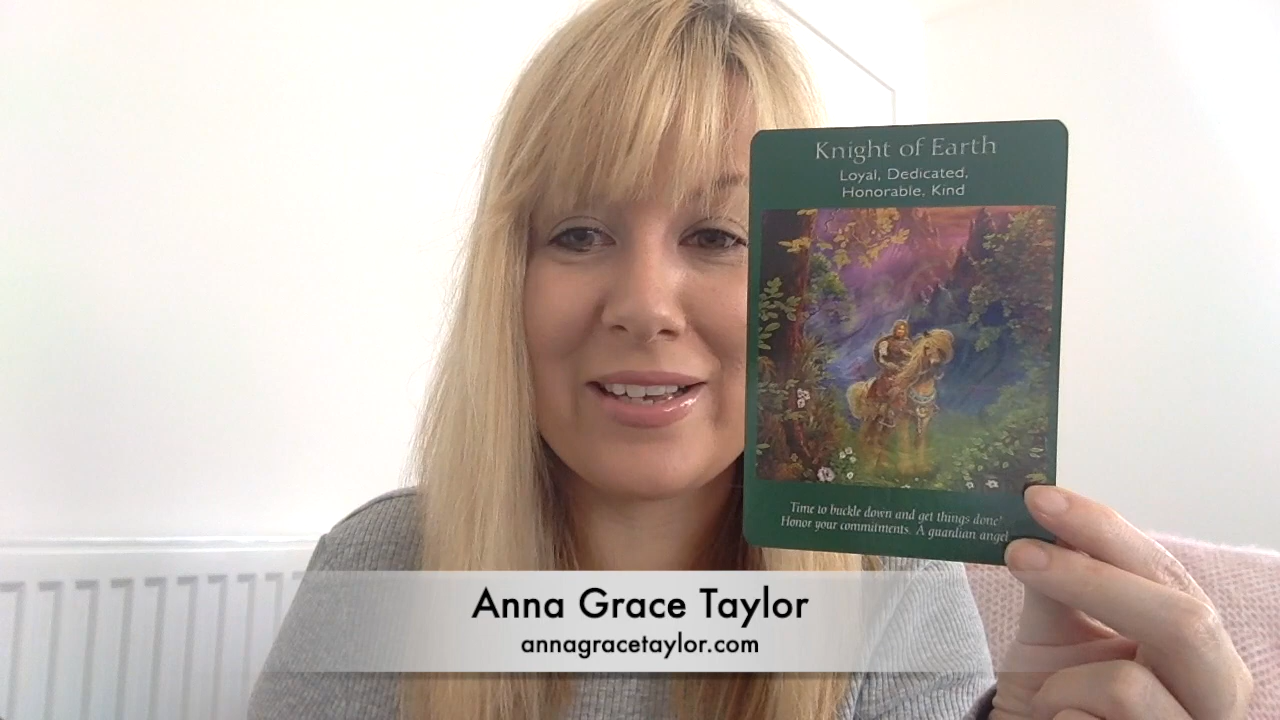 Knight of Earth
Loyal, Dedicated,
Honorable, Kind
Time to buckle down and get things done!
Honor your commitments. A guardian angel
Anna Grace Taylor
annagracetaylor.com